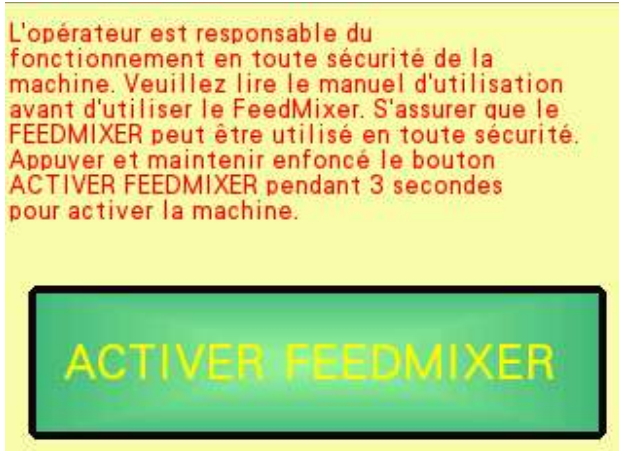 L'opérateur est responsable du
fonctionnement en toute sécurité de la
machine. Veuillez lire le manuel d'utilisation
avant d'utiliser le FeedMixer. S'assurer que le
FEEDMIXER peut être utilisé en toute sécurité.
Appuyer et maintenir enfoncé le bouton
ACTIVER FEEDMIXER pendant 3 secondes
pour activer la machine.
ACTIVER FEEDMIXER